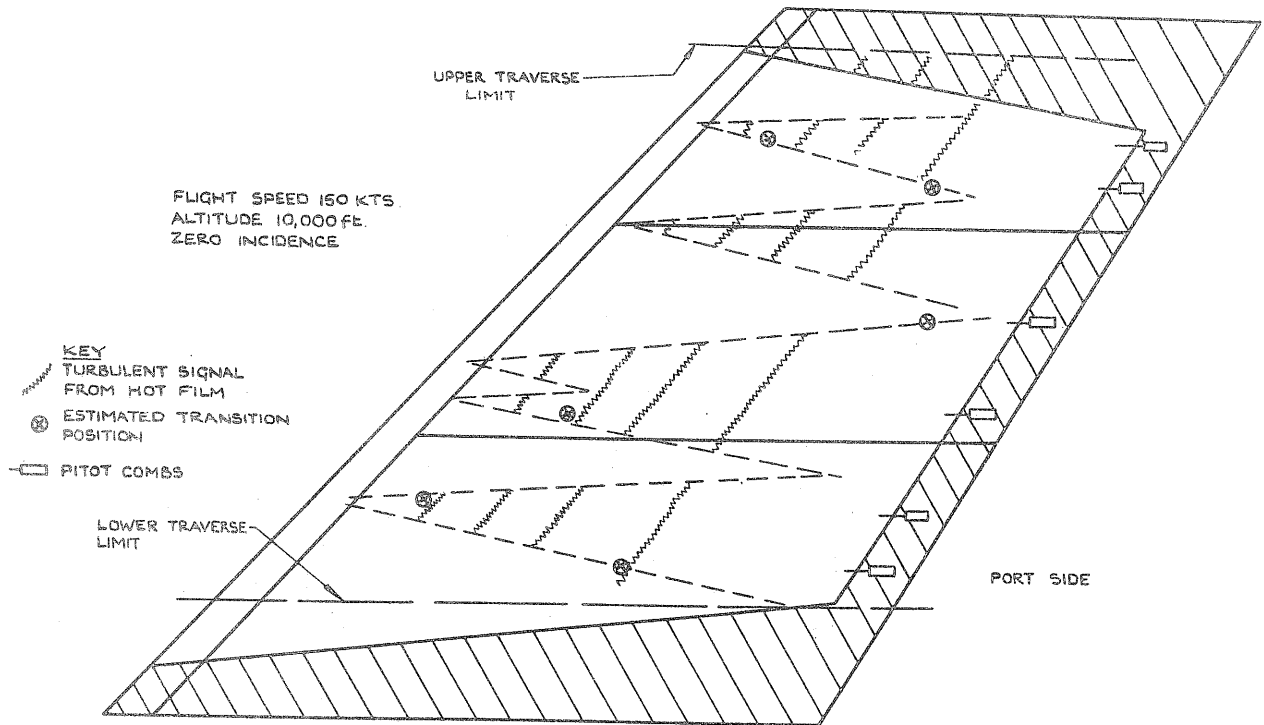 UPPER TRAVERSE
LIMIT
FLIGHT SPEED 150 KTS.
ALTITUDE 10,000 ft.
ZERO INCIDENCE
KEY
TURBULENT SIGNAL
FROM HOT FILM
ESTIMATED TRANSITION
POSITION
PITOT COMBS
LOWER TRAVERSE
LIMIT
PORT SIDE